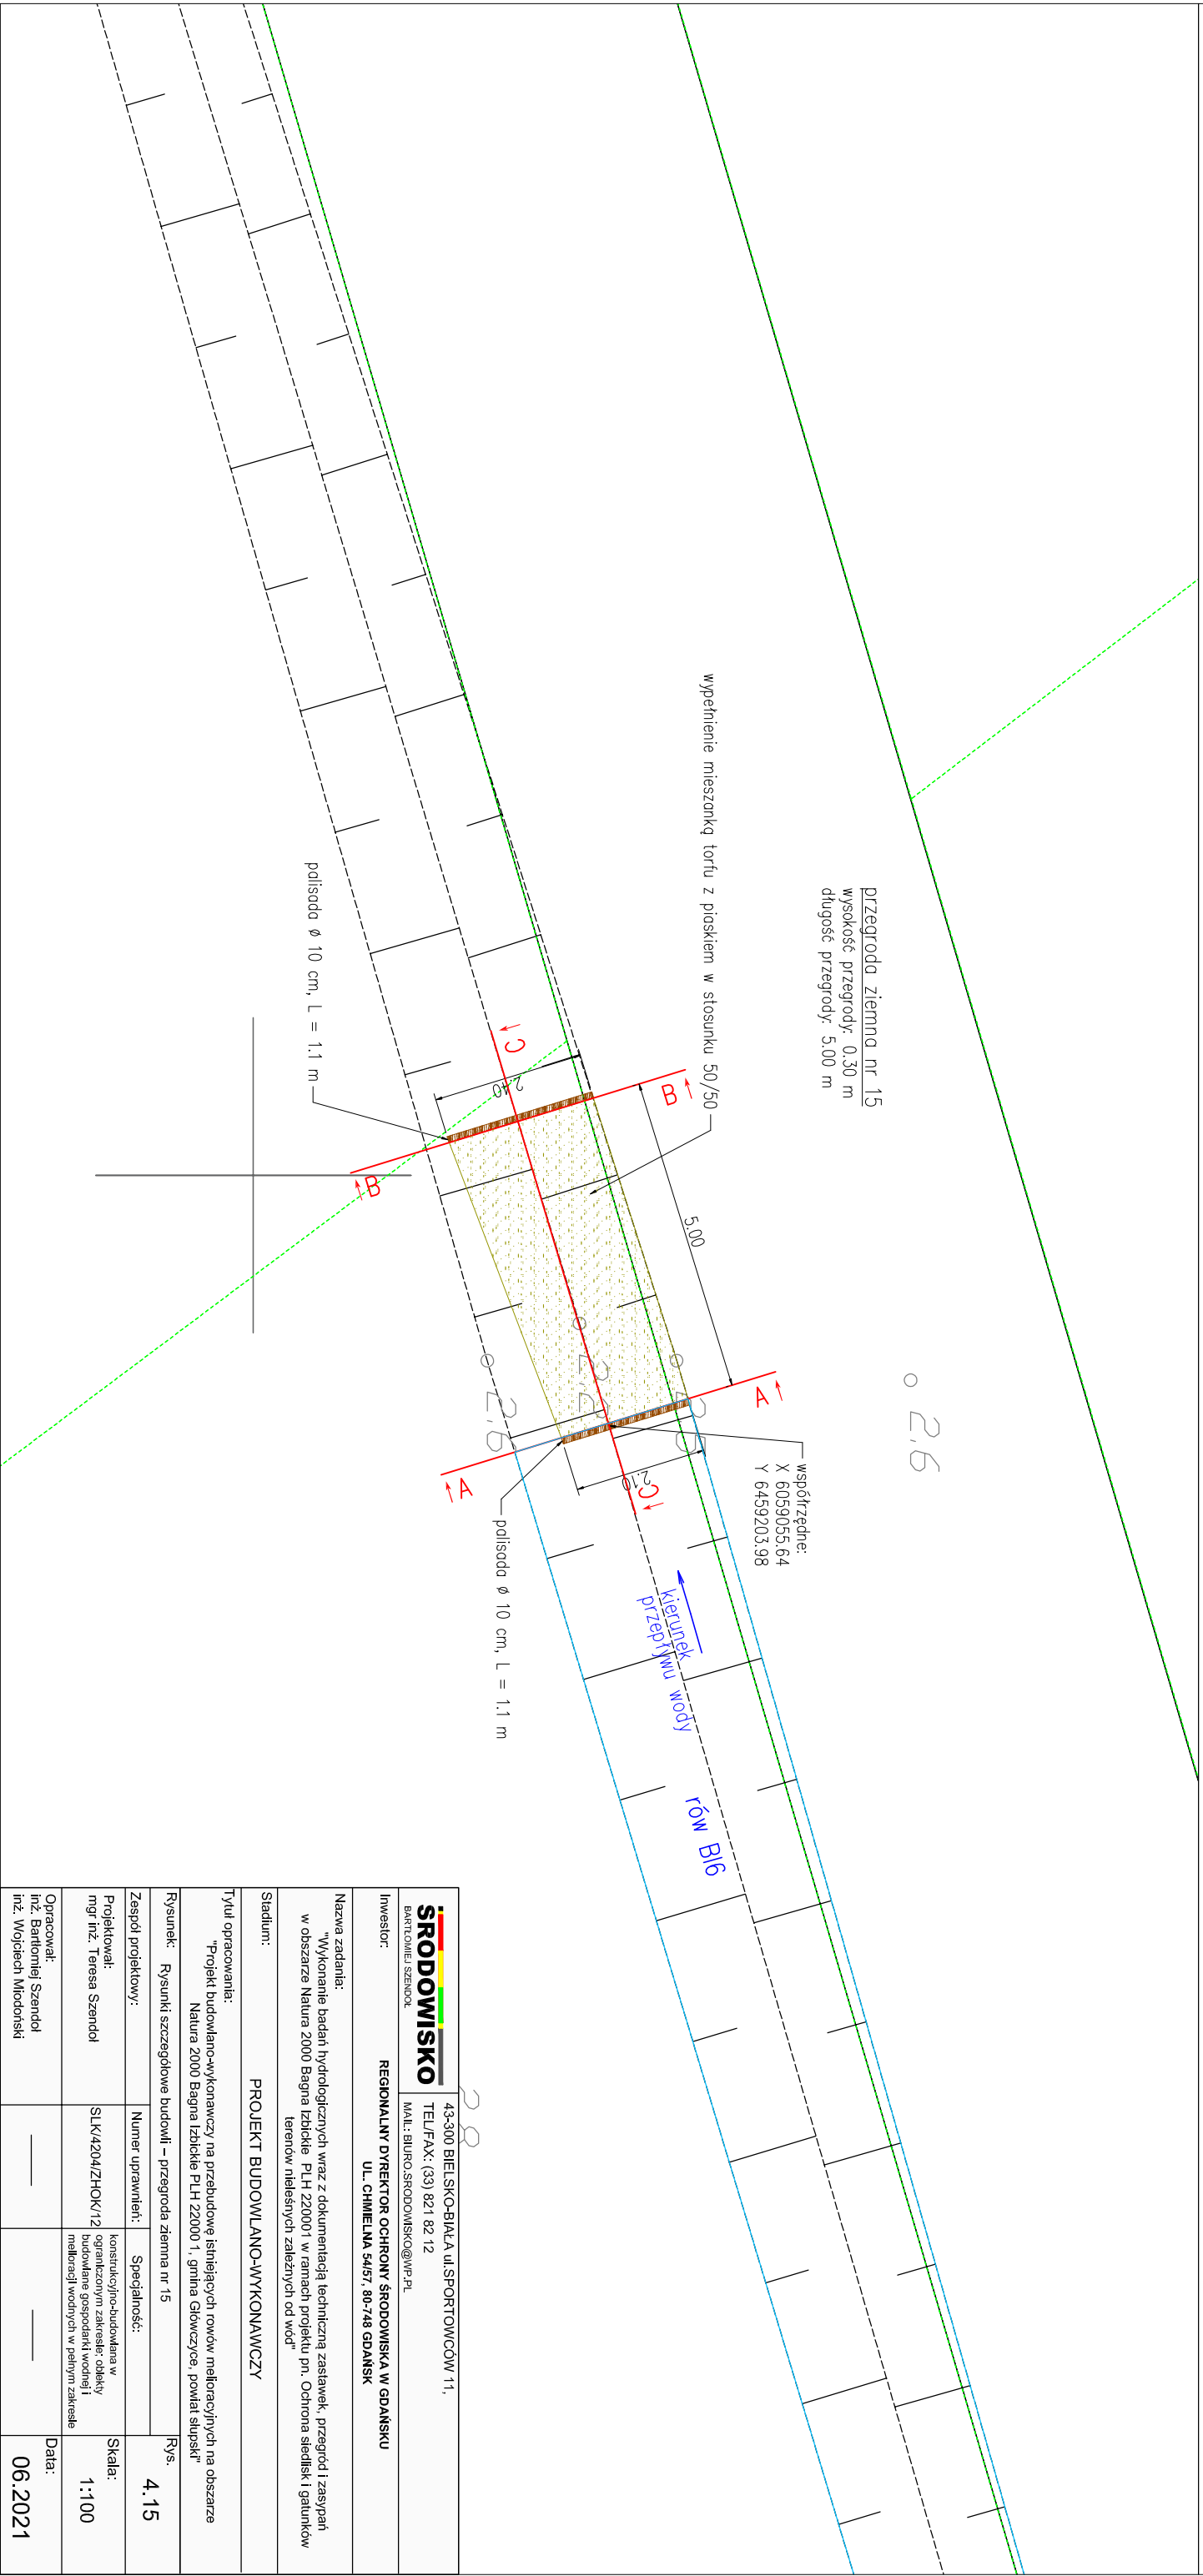 przegroda ziemna nr 15
wysokość przegrody: 0.30 m
długość przegrody: 5.00 m
wypełnienie mieszanką torfu z piaskiem w stosunku 50/50
palisada ø 10 cm, L = 1.1 m
2.40
5.00
2.10
C
C
B
B
A
A
2,6
2,2
2,6
współrzędne:
X 6059055.64
Y 6459203.98
palisada ø 10 cm, L = 1.1 m
kierunek
przepływu wody
rów BI6
ŚRODOWISKO
BARTŁOMIEJ SZENDOŁ
43-300 BIELSKO-BIAŁA ul.SPORTOWCÓW 11,
TEL/FAX: (33) 821 82 12
MAIL: BIURO.SRODOWISKO@WP.PL
Inwestor:
REGIONALNY DYREKTOR OCHRONY ŚRODOWISKA W GDAŃSKU
UL. CHMIELNA 54/57, 80-748 GDAŃSK
Nazwa zadania:
"Wykonanie badań hydrologicznych wraz z dokumentacją techniczną zastawek, przegród i zasypań
w obszarze Natura 2000 Bagna Izbickie PLH 220001 w ramach projektu pn. Ochrona siedlisk i gatunków
terenów nieleśnych zależnych od wód"
Stadium:
PROJEKT BUDOWLANO-WYKONAWCZY
Tytuł opracowania:
"Projekt budowlano-wykonawczy na przebudowę istniejących rowów melioracyjnych na obszarze
Natura 2000 Bagna Izbickie PLH 220001, gmina Główczyce, powiat słupski"
Rysunek: Rysunki szczegółowe budowli – przegroda ziemna nr 15
Rys.
4.15
Zespół projektowy:
Numer uprawnień:
Specjalność:
Projektował:
mgr inż. Teresa Szendoł
SLK/4204/ZHOK/12
konstrukcyjno-budowlana w
ograniczonym zakresie: obiekty
budowlane gospodarki wodnej i
melioracji wodnych w pełnym zakresie
Skala:
1:100
Opracował:
inż. Bartłomiej Szendoł
inż. Wojciech Miodoński
Data:
06.2021